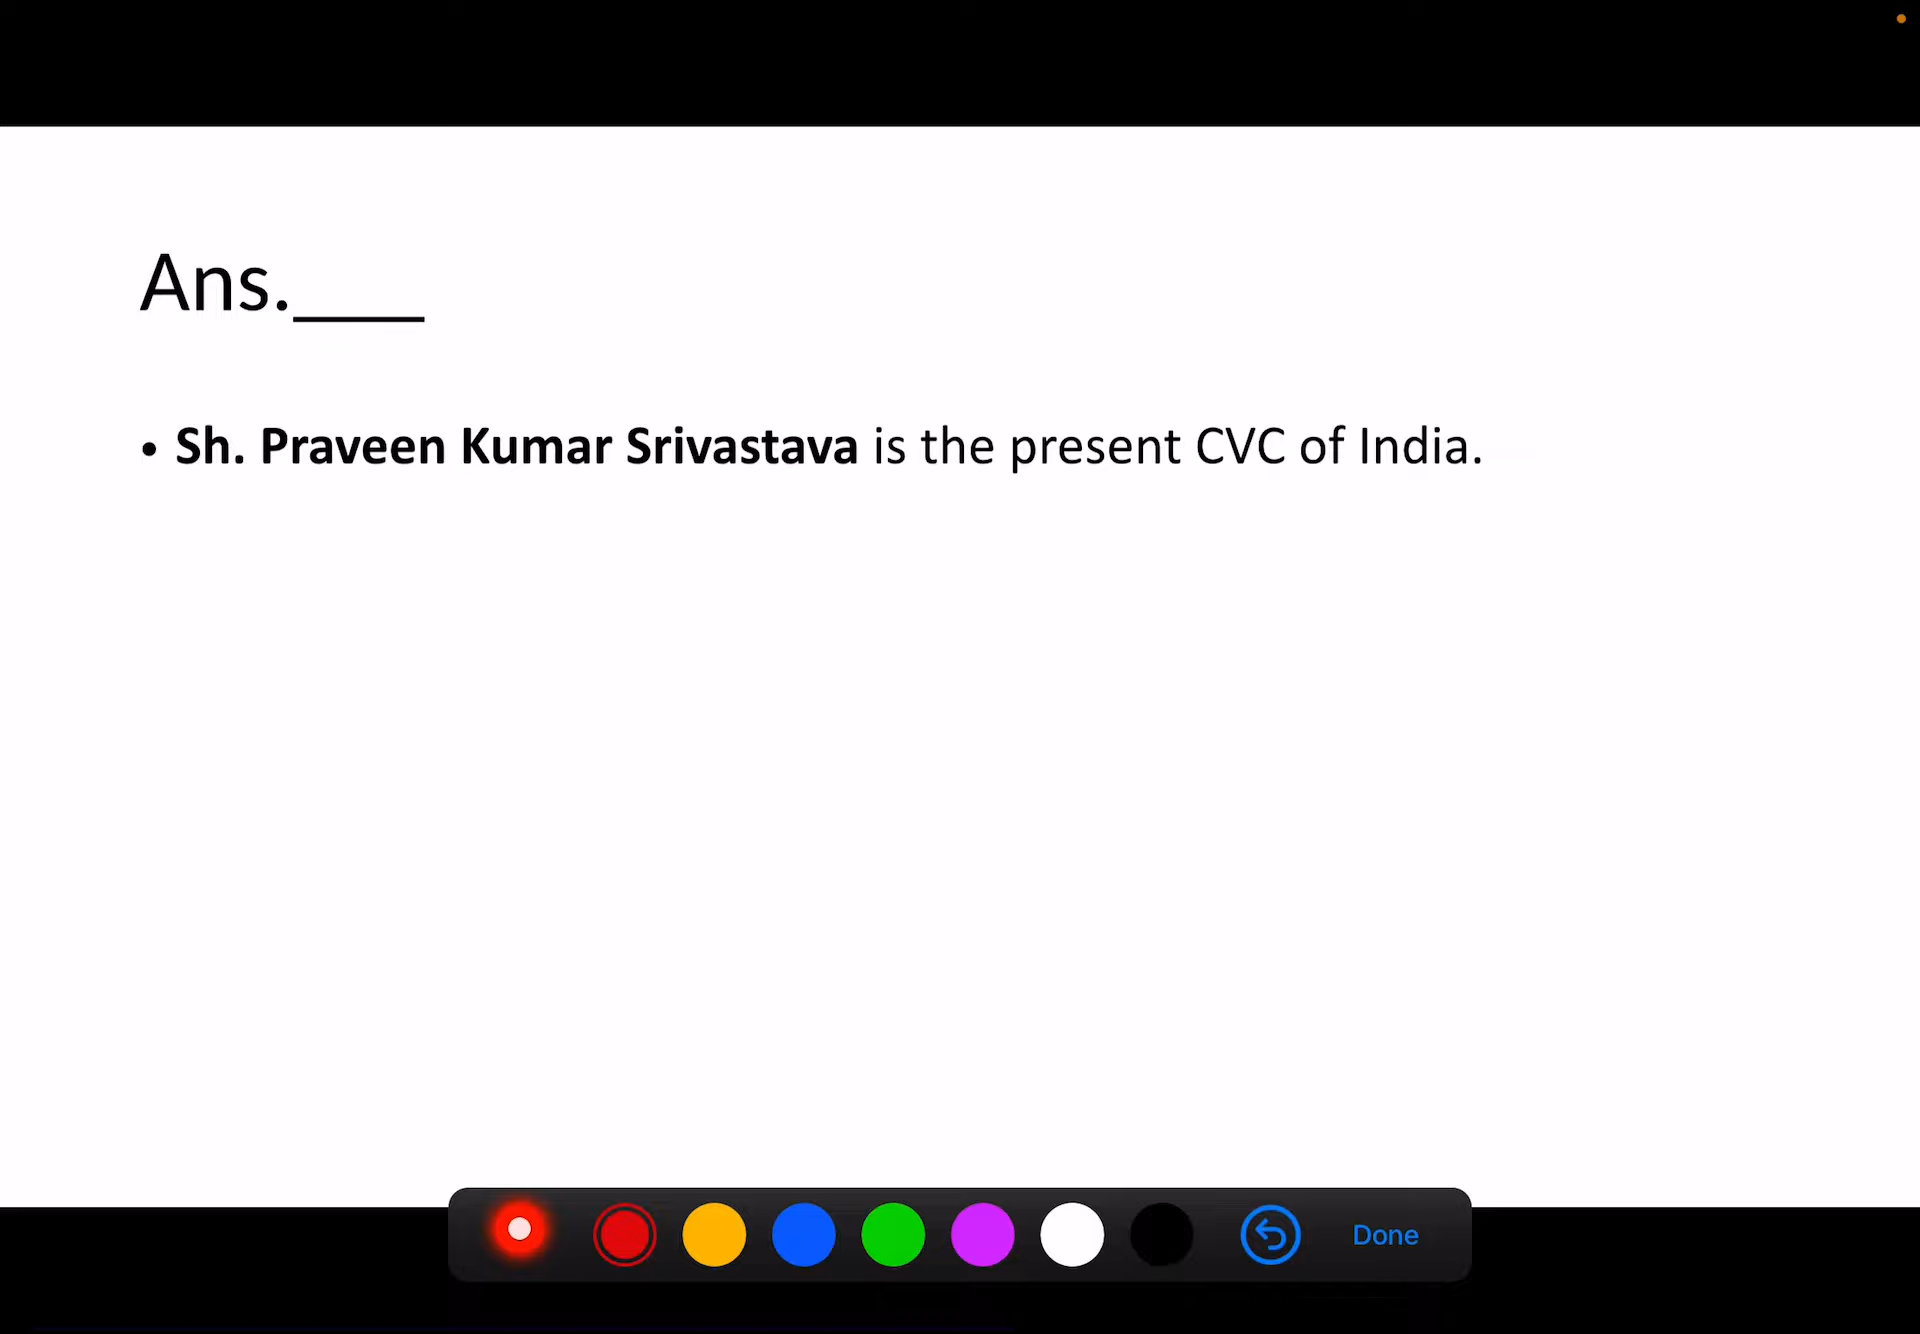 Ans.____
• Sh. Praveen Kumar Srivastava is the present CVC of India.
Done